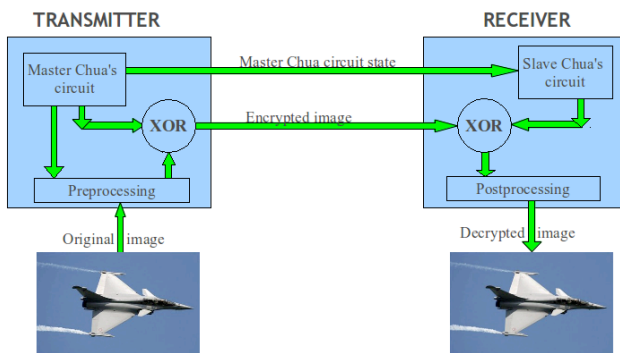 TRANSMITTER
RECEIVER
Master Chua's
circuit
Master Chua circuit state
Slave Chua's
circuit
XOR
Encrypted image
XOR
Preprocessing
Postprocessing
Original image
Decrypted image